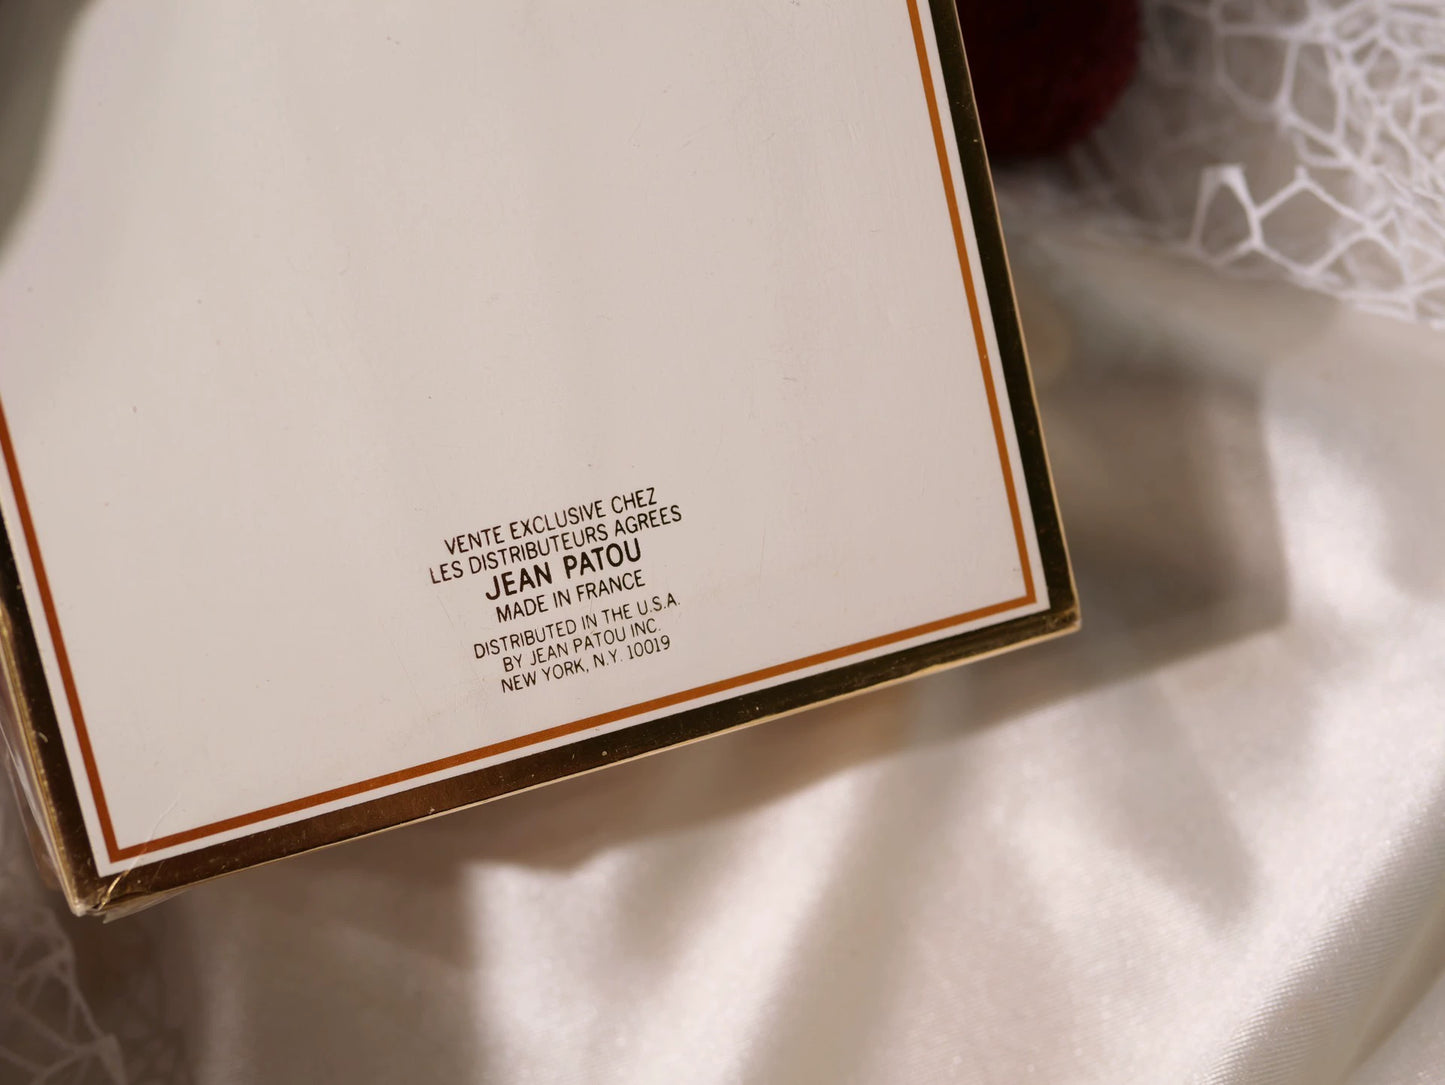 VENTE EXCLUSIVE CHEZ
LES DISTRIBUTEURS AGREES
JEAN PATOU
MADE IN FRANCE
DISTRIBUTED IN THE U.S.A.
BY JEAN PATOU INC.
NEW YORK, N.Y. 10019